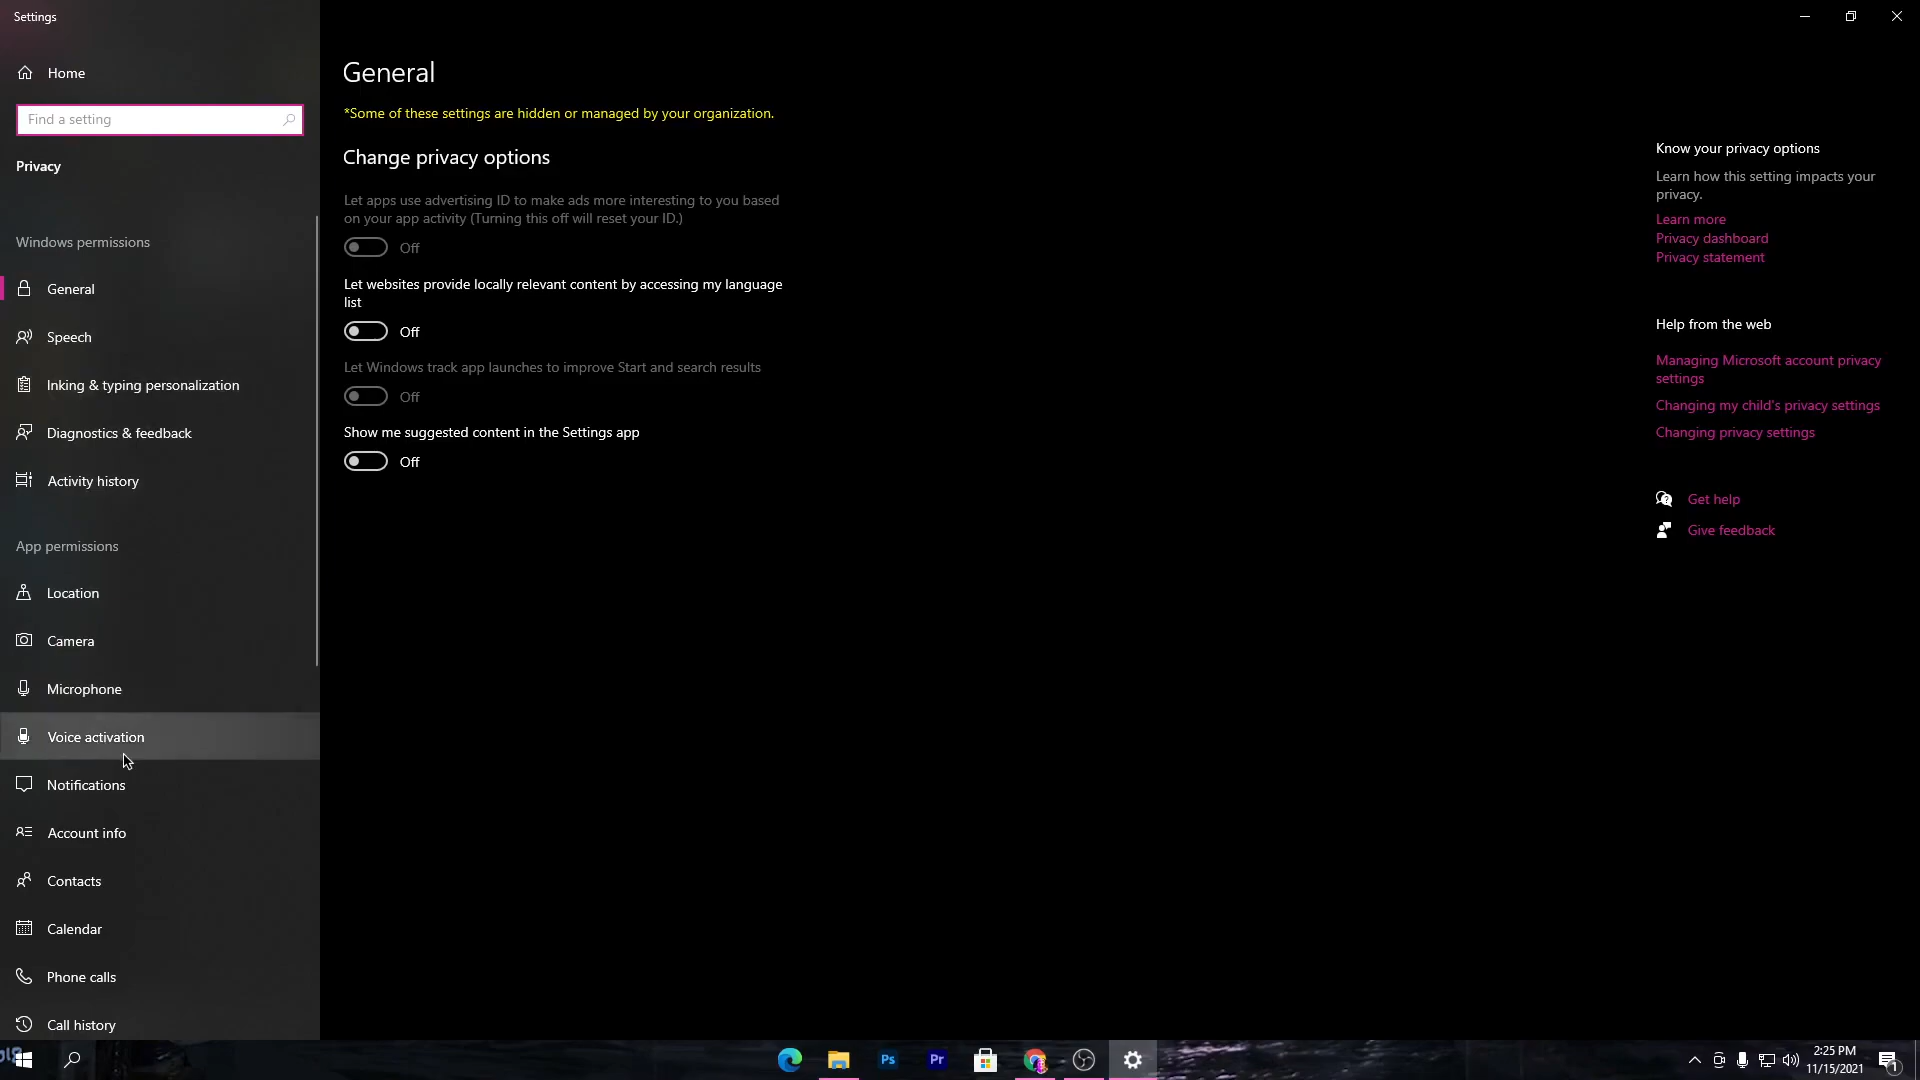 Settings
Home
Find a setting
Privacy
Windows permissions
General
Speech
Inking & typing personalization
Diagnostics & feedback
Activity history
App permissions
Location
Camera
Microphone
Voice activation
Notifications
Account info
Contacts
Calendar
Phone calls
Call history
General
*Some of these settings are hidden or managed by your organization.
Change privacy options
Let apps use advertising ID to make ads more interesting to you based
on your app activity (Turning this off will reset your ID.)
Off
Let websites provide locally relevant content by accessing my language
list
Off
Let Windows track app launches to improve Start and search results
Off
Show me suggested content in the Settings app
Off
Know your privacy options
Learn how this setting impacts your
privacy.
Learn more
Privacy dashboard
Privacy statement
Help from the web
Managing Microsoft account privacy
settings
Changing my child's privacy settings
Changing privacy settings
Get help
Give feedback
Ps
Pr
2:25 PM
11/15/2021
1